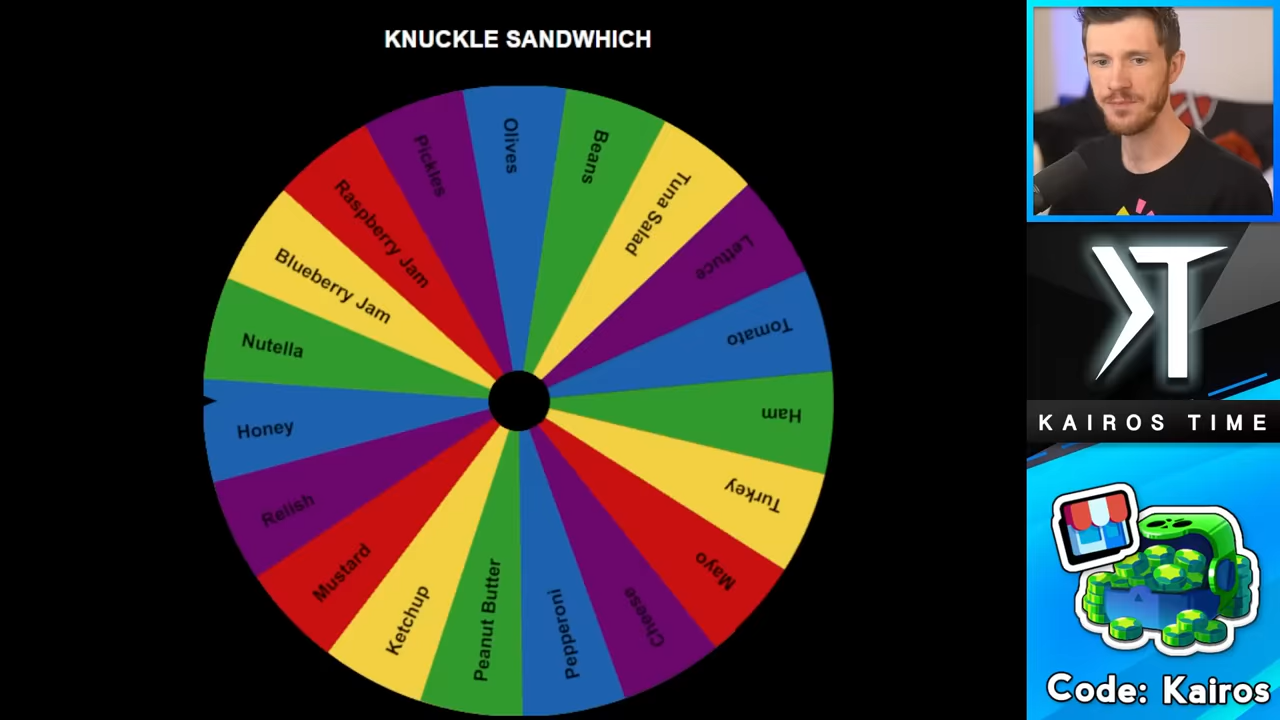 KNUCKLE SANDWHICH
Olives
Beans
Tuna Salad
Lettuce
Tomato
Ham
Turkey
Mayo
Cheese
Pepperoni
Peanut Butter
Ketchup
Mustard
Relish
Honey
Nutella
Blueberry Jam
Raspberry Jam
Pickles
KT
KAIROS TIME
Code: Kairos